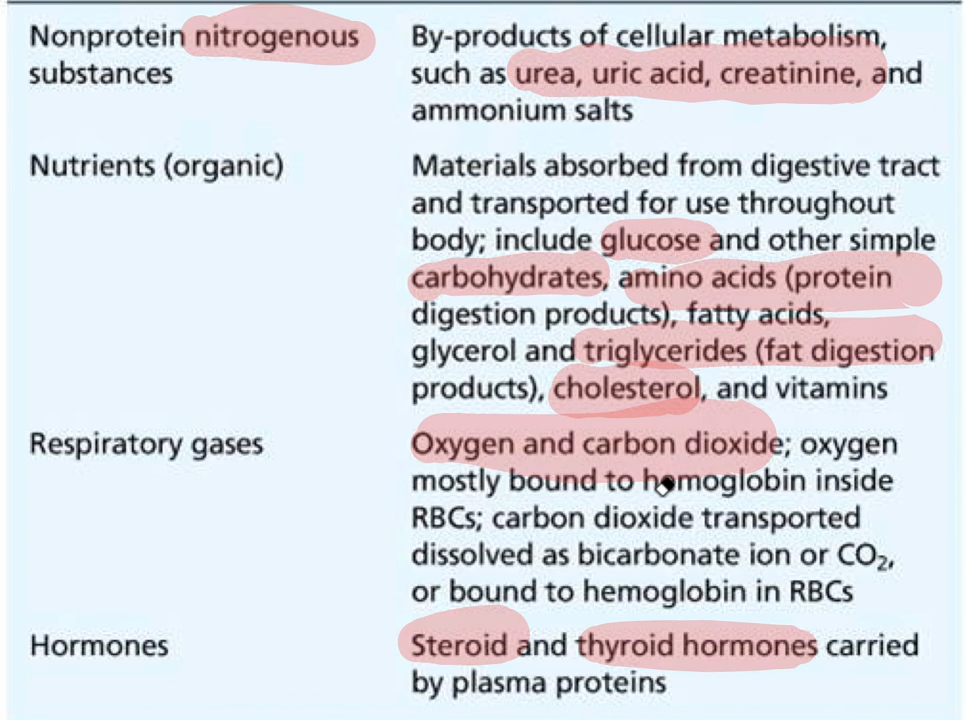 Nonprotein nitrogenous substances
By-products of cellular metabolism,
such as urea, uric acid, creatinine, and
ammonium salts
Nutrients (organic)
Materials absorbed from digestive tract
and transported for use throughout
body; include glucose and other simple
carbohydrates, amino acids (protein
digestion products), fatty acids,
glycerol and triglycerides (fat digestion
products), cholesterol, and vitamins
Respiratory gases
Oxygen and carbon dioxide; oxygen
mostly bound to hemoglobin inside
RBCs; carbon dioxide transported
dissolved as bicarbonate ion or CO₂,
or bound to hemoglobin in RBCs
Hormones
Steroid and thyroid hormones carried
by plasma proteins